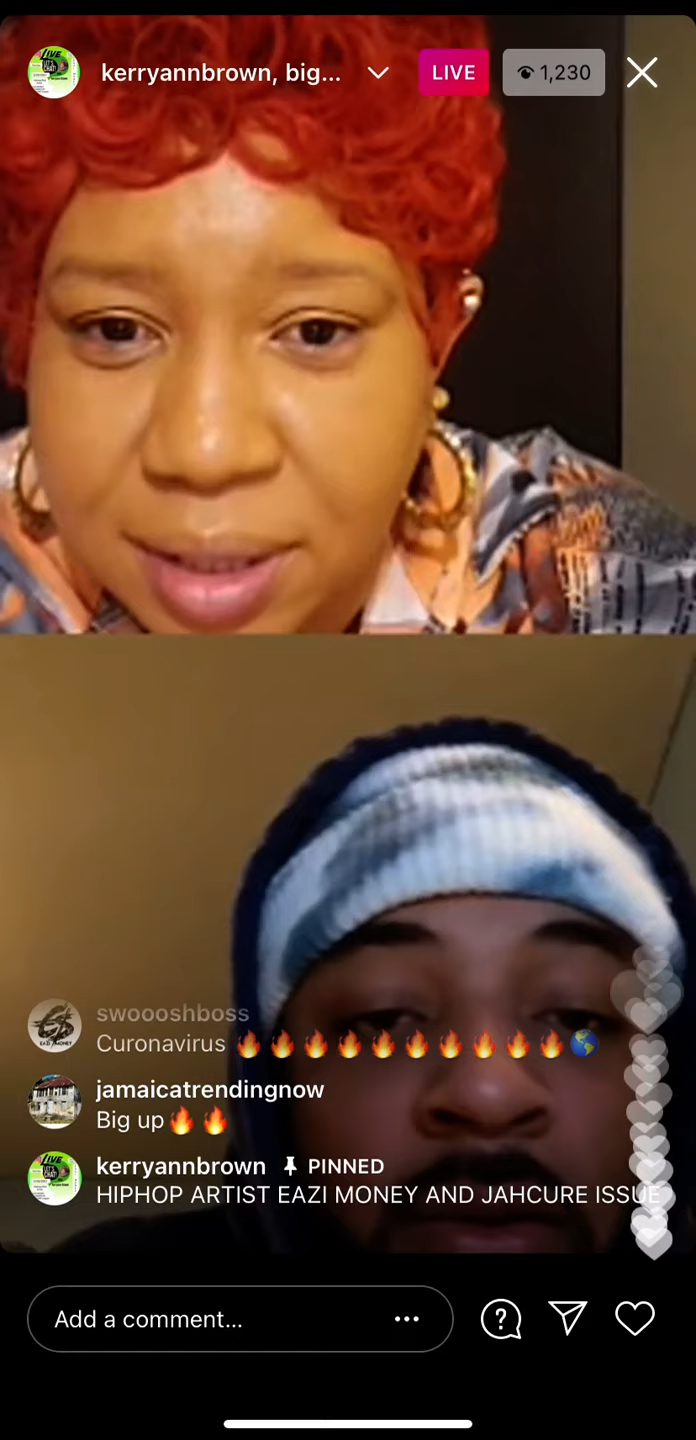 kerryannbrown, big...
LIVE
1,230
swoooshboss
Curonavirus 🔥🔥🔥🔥🔥🔥🔥🔥🔥🔥🌎
jamaicatrendingnow
Big up🔥🔥
kerryannbrown 📌 PINNED
HIPHOP ARTIST EAZI MONEY AND JAHCURE ISSUE
Add a comment...